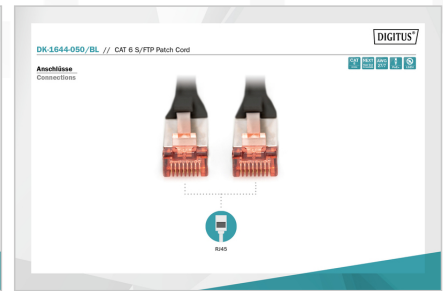 DIGITUS®
DK-1644-050/BL // CAT 6 S/FTP Patch Cord
Anschlüsse
Connections
RJ45